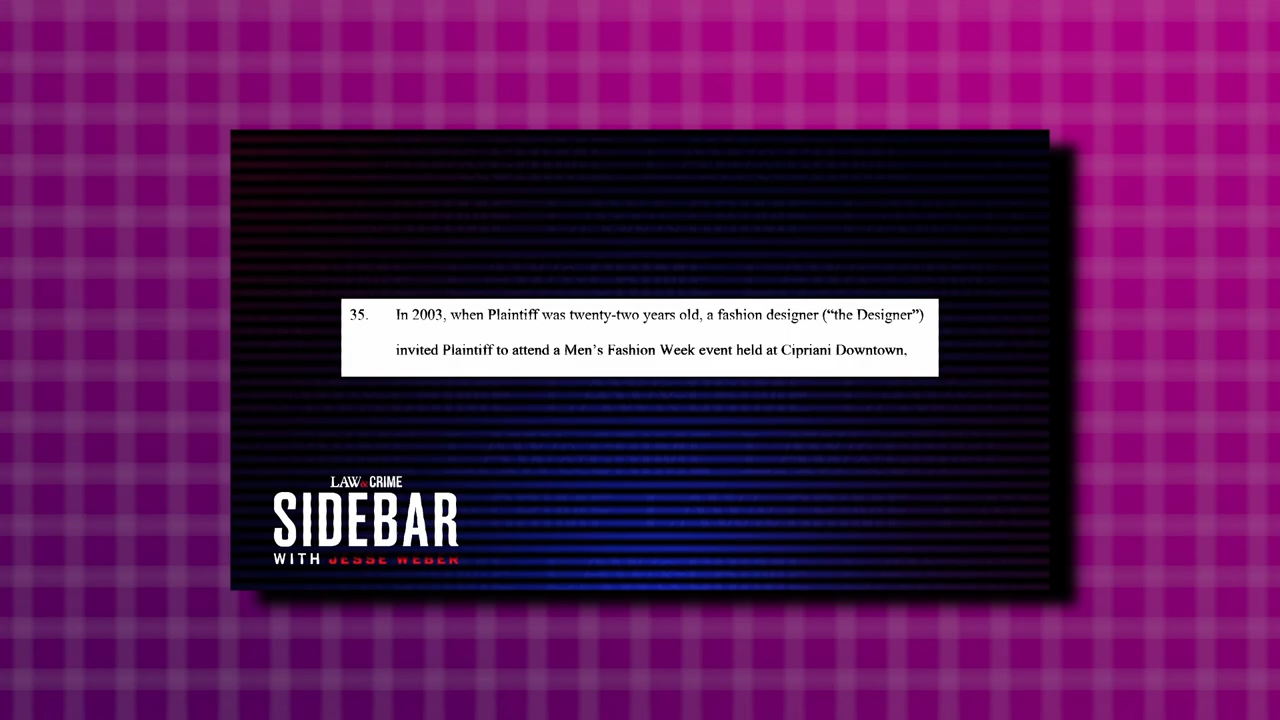 35. In 2003, when Plaintiff was twenty-two years old, a fashion designer (“the Designer”)
invited Plaintiff to attend a Men’s Fashion Week event held at Cipriani Downtown,
LAW&CRIME
SIDEBAR
WITH JESSE WEBER